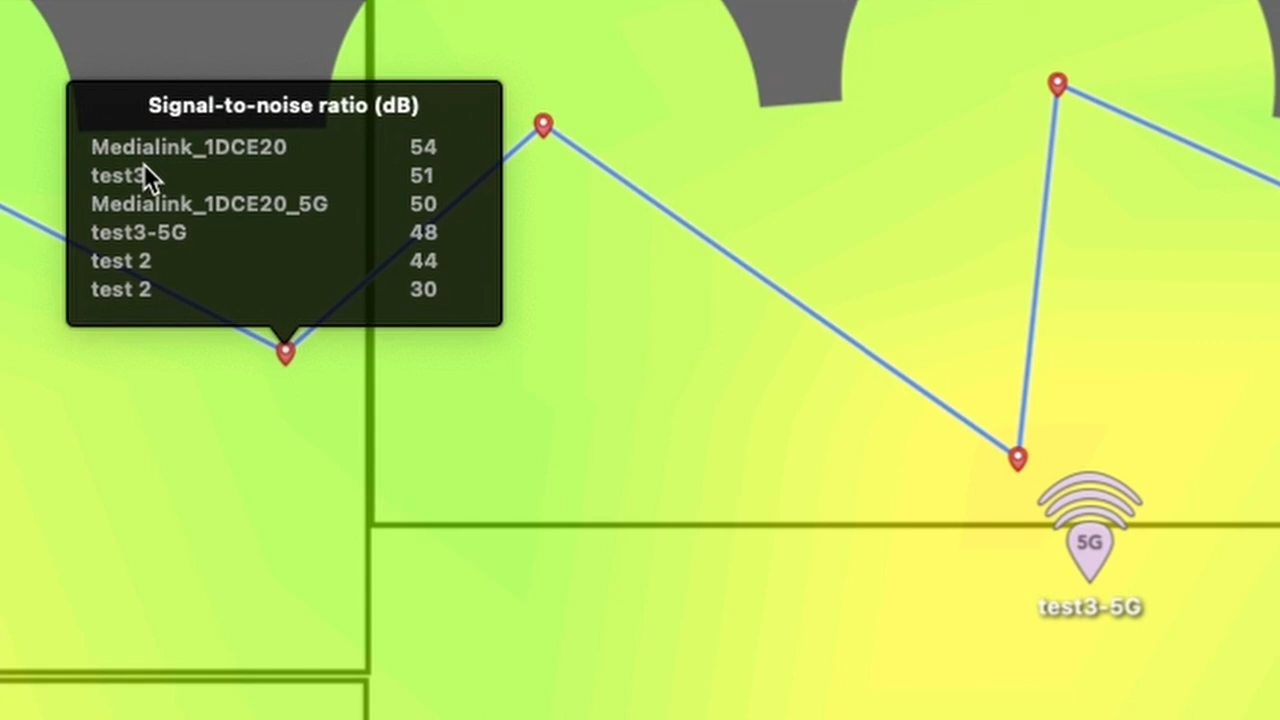 Signal-to-noise ratio (dB)
Medialink_1DCE20 54
test3 51
Medialink_1DCE20_5G 50
test3-5G 48
test 2 44
test 2 30
5G
test3-5G